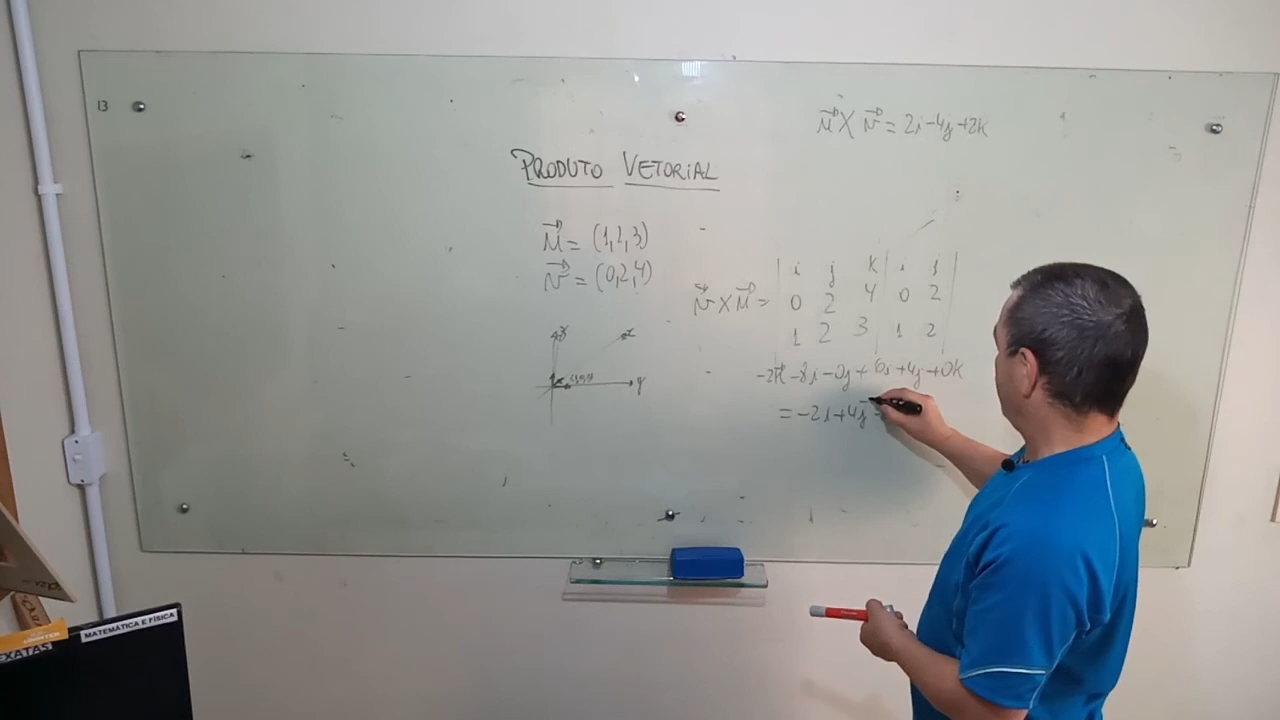 13
u⃗ X v⃗ = 2i-4j+2k
PRODUTO VETORIAL
u⃗ = (1,2,3)
v⃗ = (0,2,4)
v⃗ X u⃗ = | i j k | i j |
0 2 4 | 0 2
1 2 3 | 1 2
-2k-8i-0j+6i+4j+0k
= -2i+4j-
z
x
y
MATEMÁTICA E FÍSICA
EXATAS